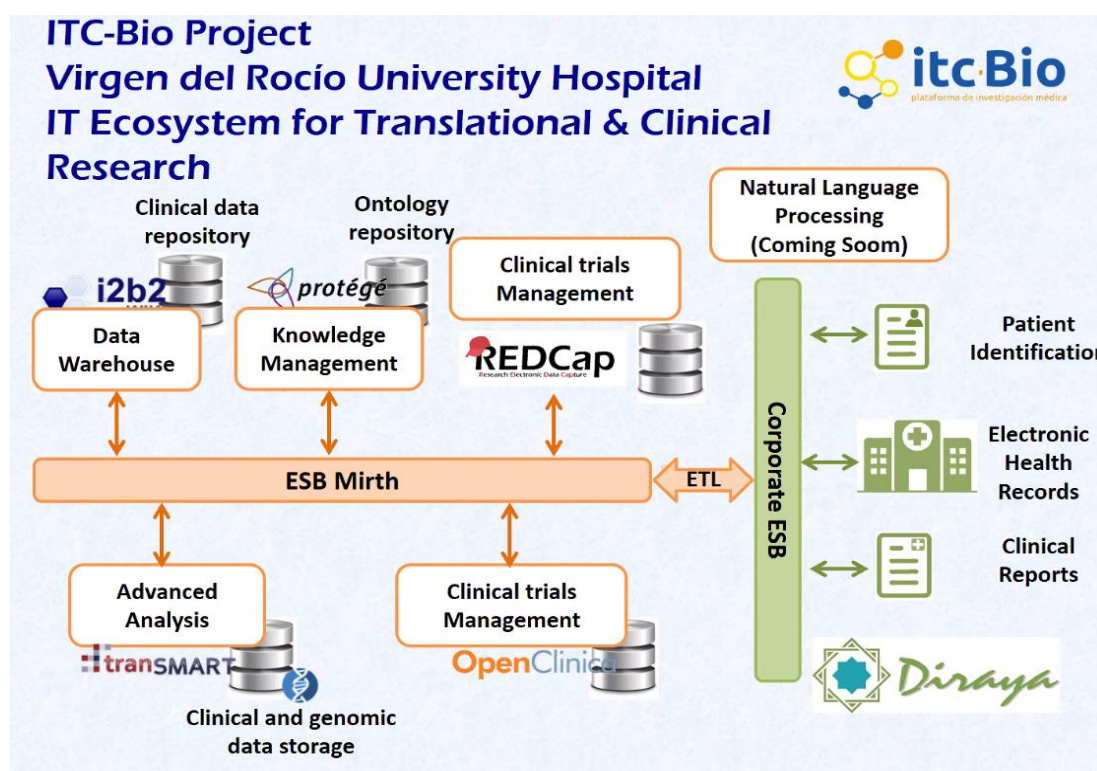 ITC-Bio Project
Virgen del Rocío University Hospital
IT Ecosystem for Translational & Clinical
Research
itc·Bio
plataforma de investigación médica
Clinical data
repository
Ontology
repository
Natural Language
Processing
(Coming Soom)
i2b2
protégé
Clinical trials
Management
Data
Warehouse
Knowledge
Management
REDCap
Research Electronic Data Capture
Patient
Identification
Corporate ESB
Electronic
Health
Records
ESB Mirth
ETL
Clinical
Reports
Advanced
Analysis
Clinical trials
Management
tranSMART
OpenClinica
Diraya
Clinical and genomic
data storage